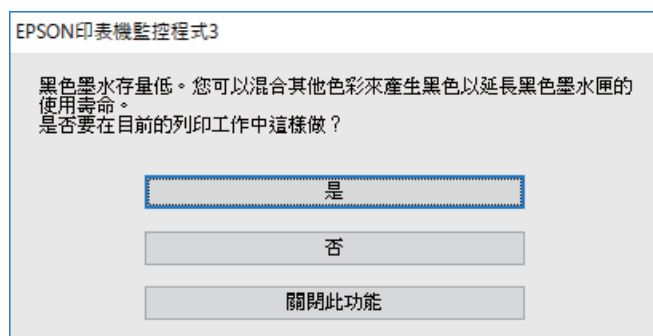 EPSON印表機監控程式3
黑色墨水存量低。您可以混合其他色彩來產生黑色以延長黑色墨水匣的
使用壽命。
是否要在目前的列印工作中這樣做？
是
否
關閉此功能